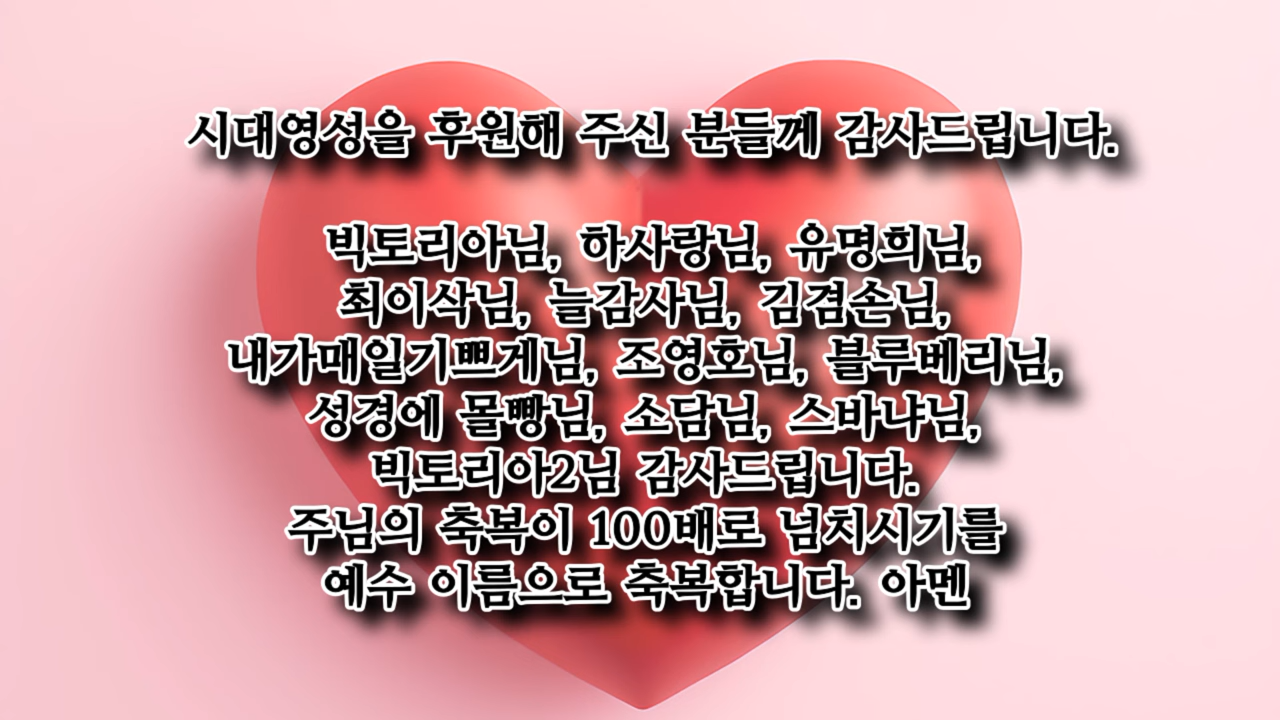 시대영성을 후원해 주신 분들께 감사드립니다.
빅토리아님, 하사랑님, 유명희님,
최이삭님, 늘감사님, 김겸손님,
내가매일기쁘게님, 조영호님, 블루베리님,
성경에 몰빵님, 소담님, 스바냐님,
빅토리아2님 감사드립니다.
주님의 축복이 100배로 넘치시기를
예수 이름으로 축복합니다. 아멘